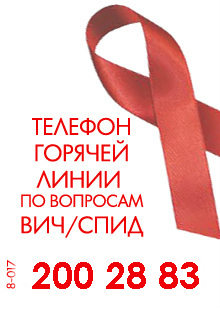 ТЕЛЕФОН
ГОРЯЧЕЙ
ЛИНИИ
ПО ВОПРОСАМ
ВИЧ/СПИД
8-017
200 28 83